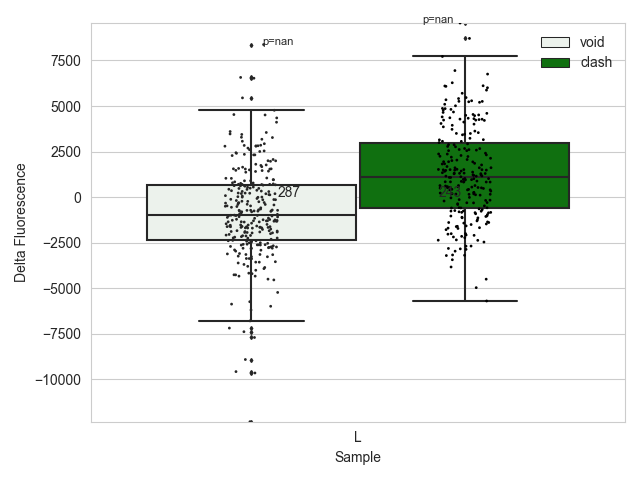 p=nan
p=nan
void
clash
7500
5000
2500
0
−2500
−5000
−7500
−10000
287
Delta Fluorescence
L
Sample